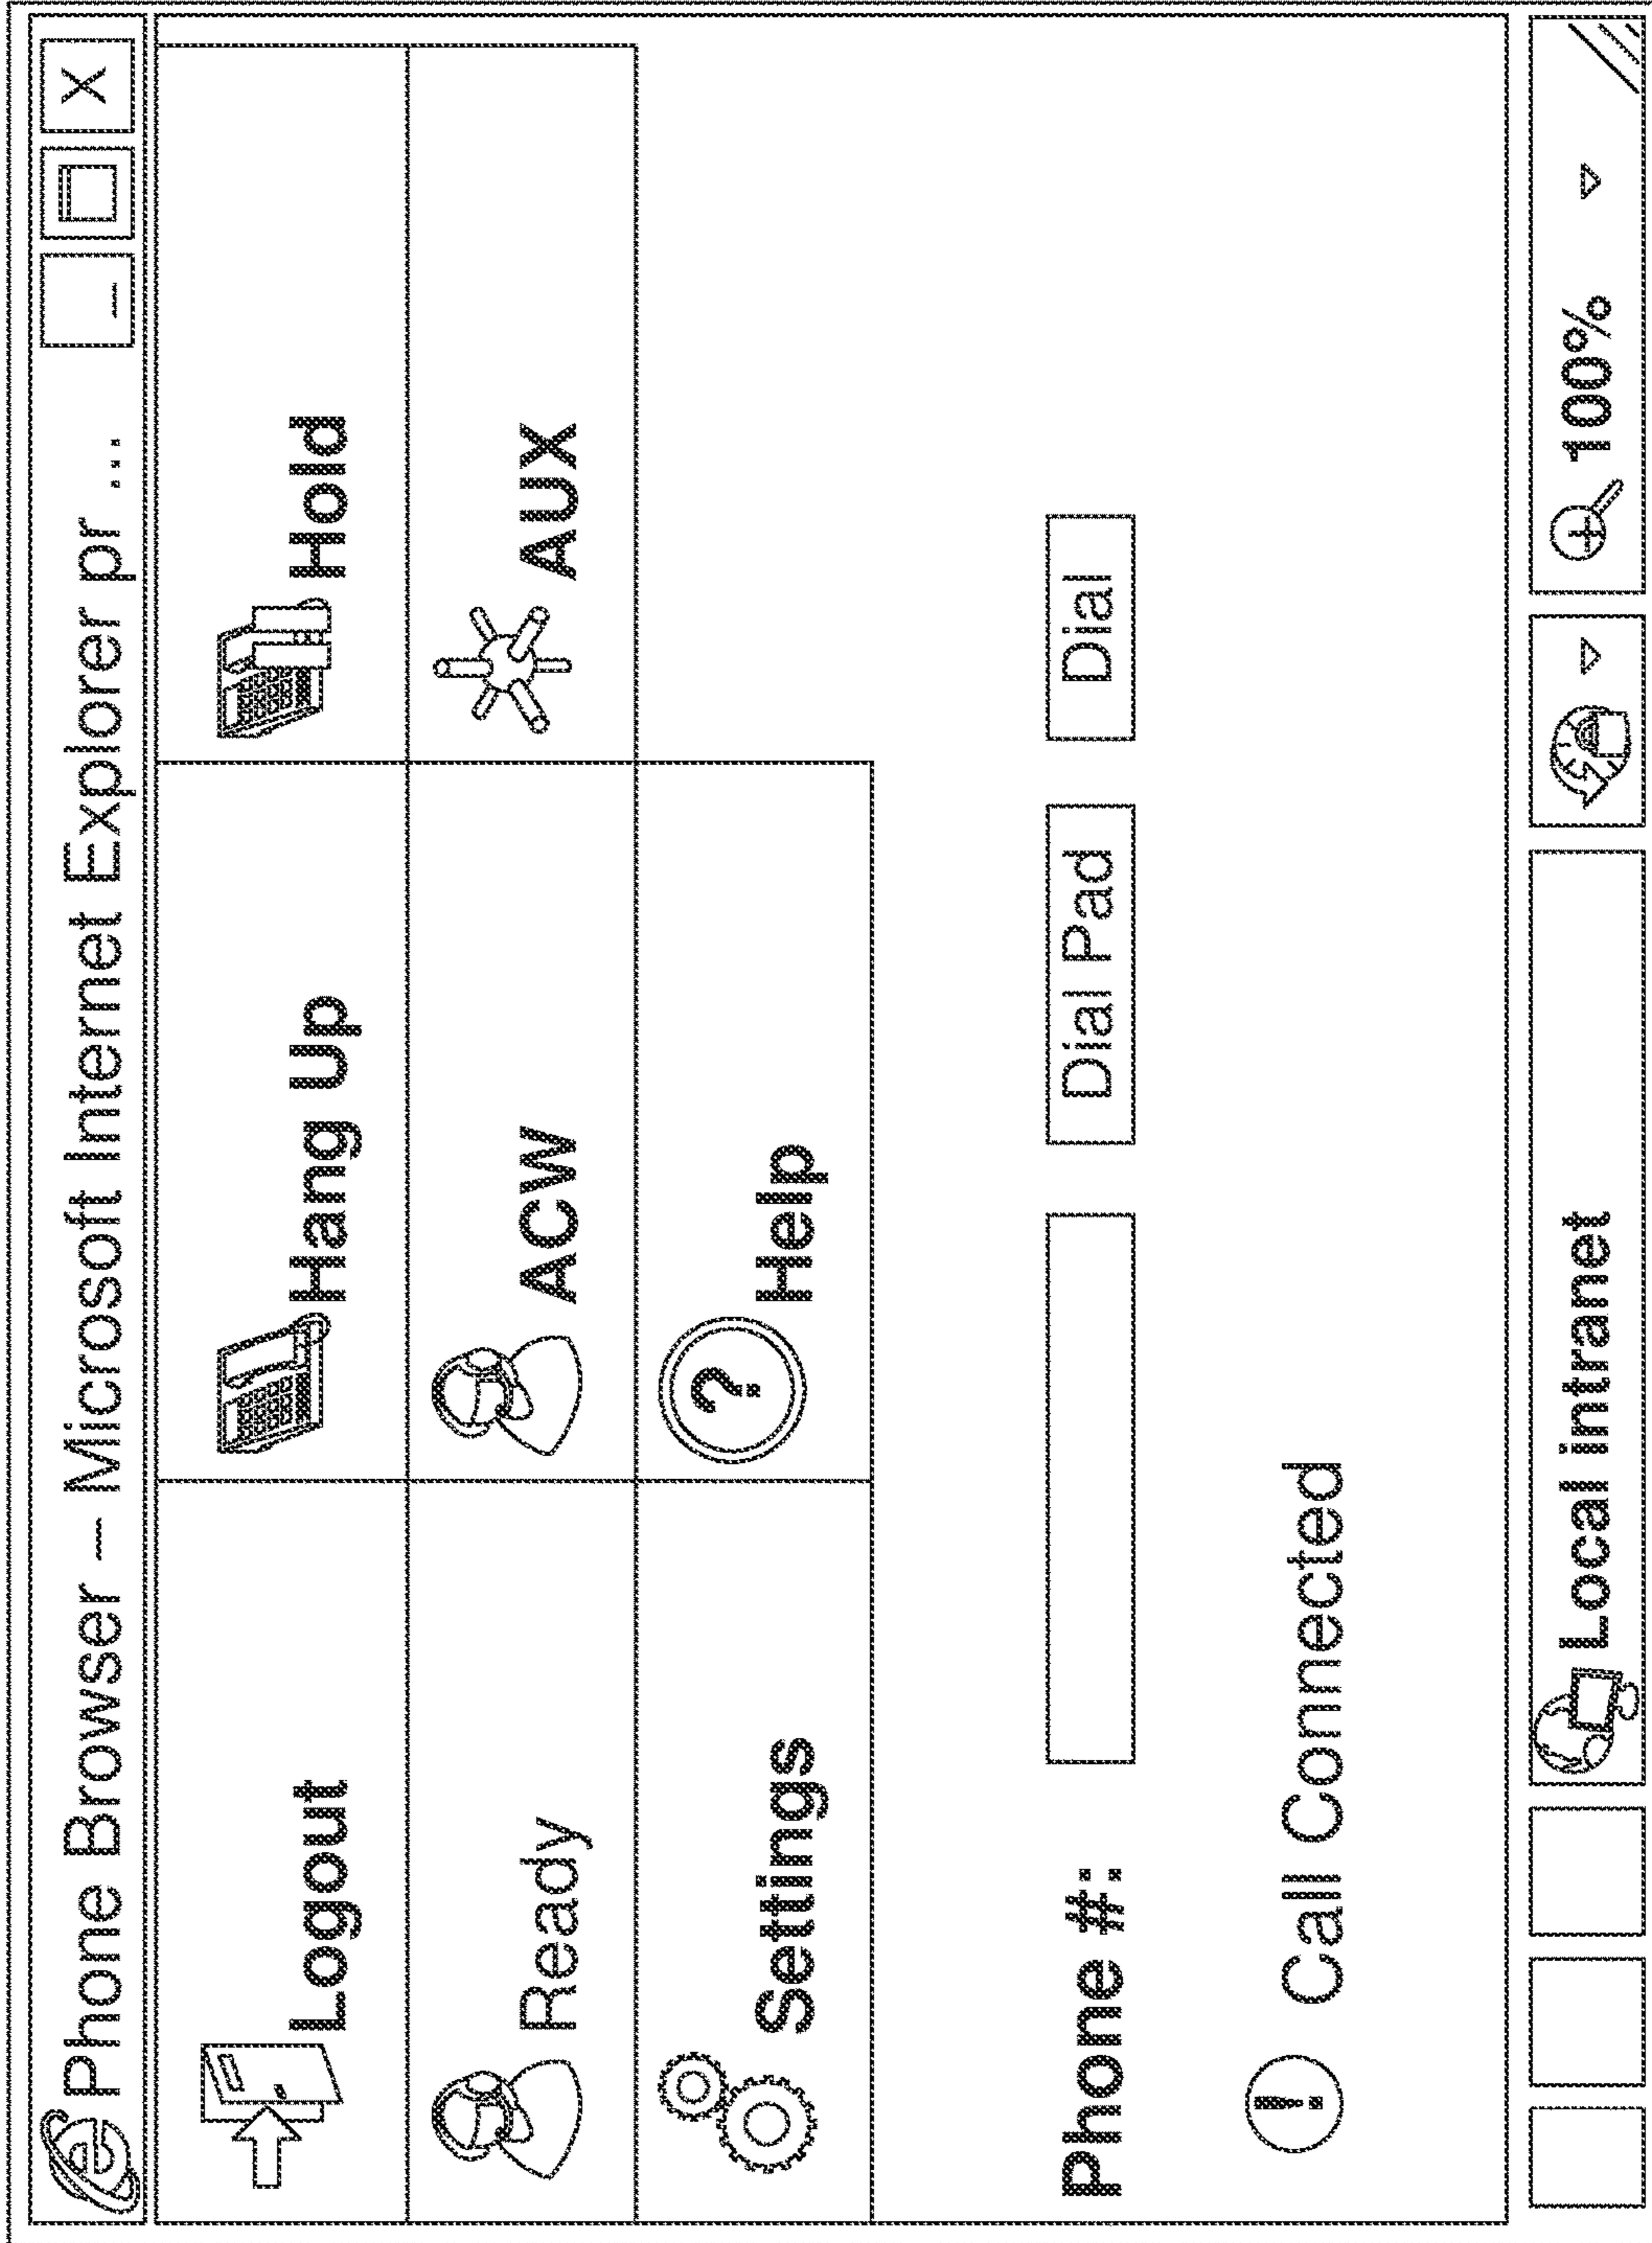 Phone Browser – Microsoft Internet Explorer pr ... _ X
Logout Hang Up Hold
Ready ACW AUX
Settings ? Help
Phone #: Dial Pad Dial
! Call Connected
Local intranet 100%